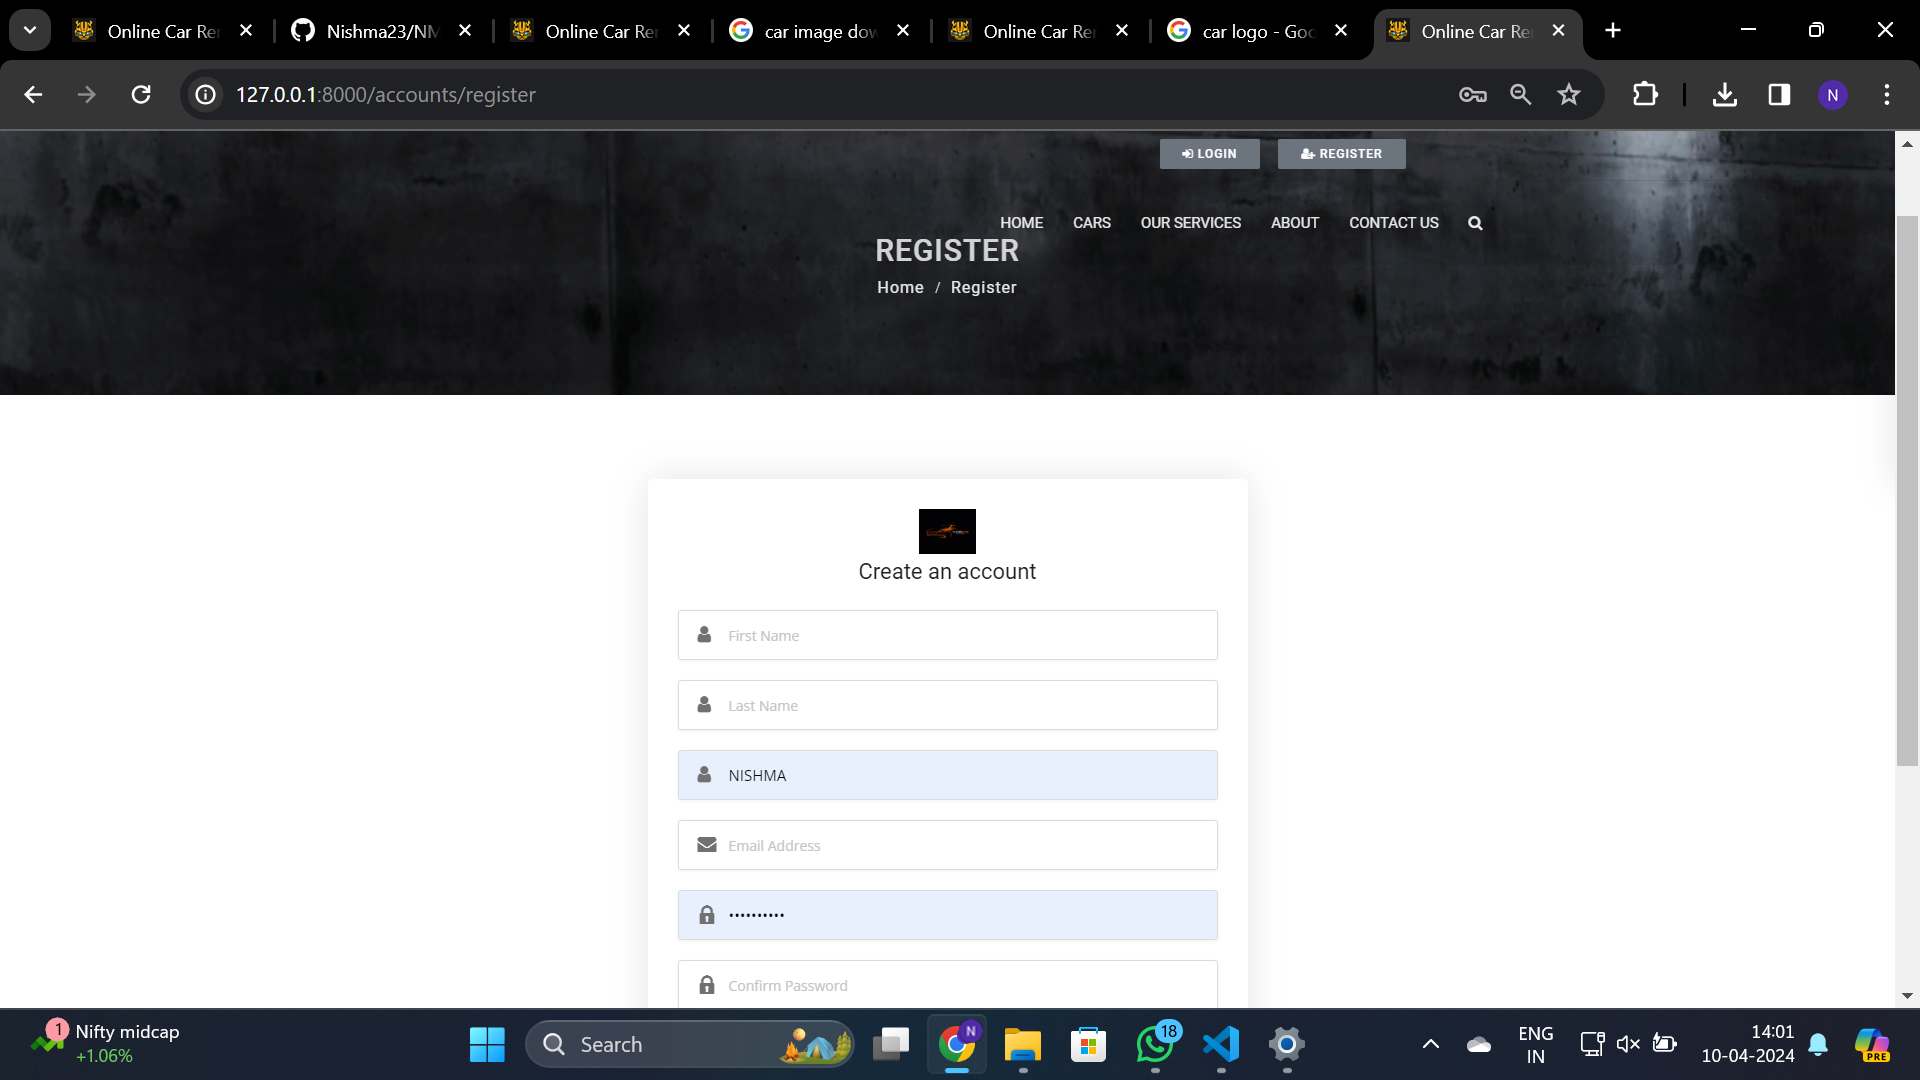 Online Car Re
Nishma23/NM
Online Car Re
car image dow
Online Car Re
car logo - Goo
Online Car Re
127.0.0.1:8000/accounts/register
N
LOGIN
REGISTER
HOME
CARS
OUR SERVICES
ABOUT
CONTACT US
REGISTER
Home / Register
Create an account
First Name
Last Name
NISHMA
Email Address
••••••••••
Confirm Password
1
Nifty midcap
+1.06%
Search
N
18
ENG
IN
14:01
10-04-2024
PRE